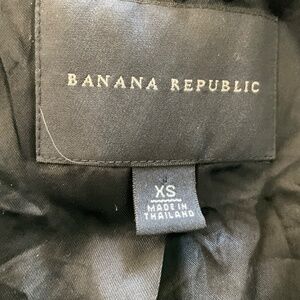 BANANA REPUBLIC
XS
MADE IN
THAILAND